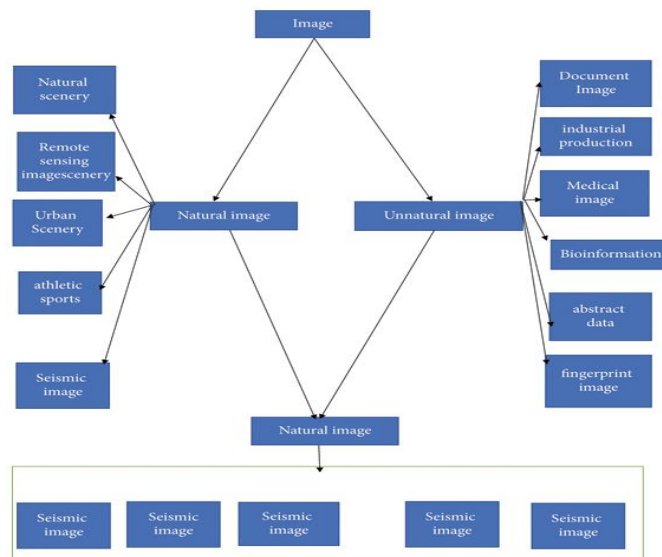 Image
Natural
scenery
Document
Image
industrial
production
Remote
sensing
imagescenery
Medical
image
Natural image
Unnatural image
Urban
Scenery
Bioinformation
athletic
sports
abstract
data
Seismic
image
fingerprint
image
Natural image
Seismic
image
Seismic
image
Seismic
image
Seismic
image
Seismic
image